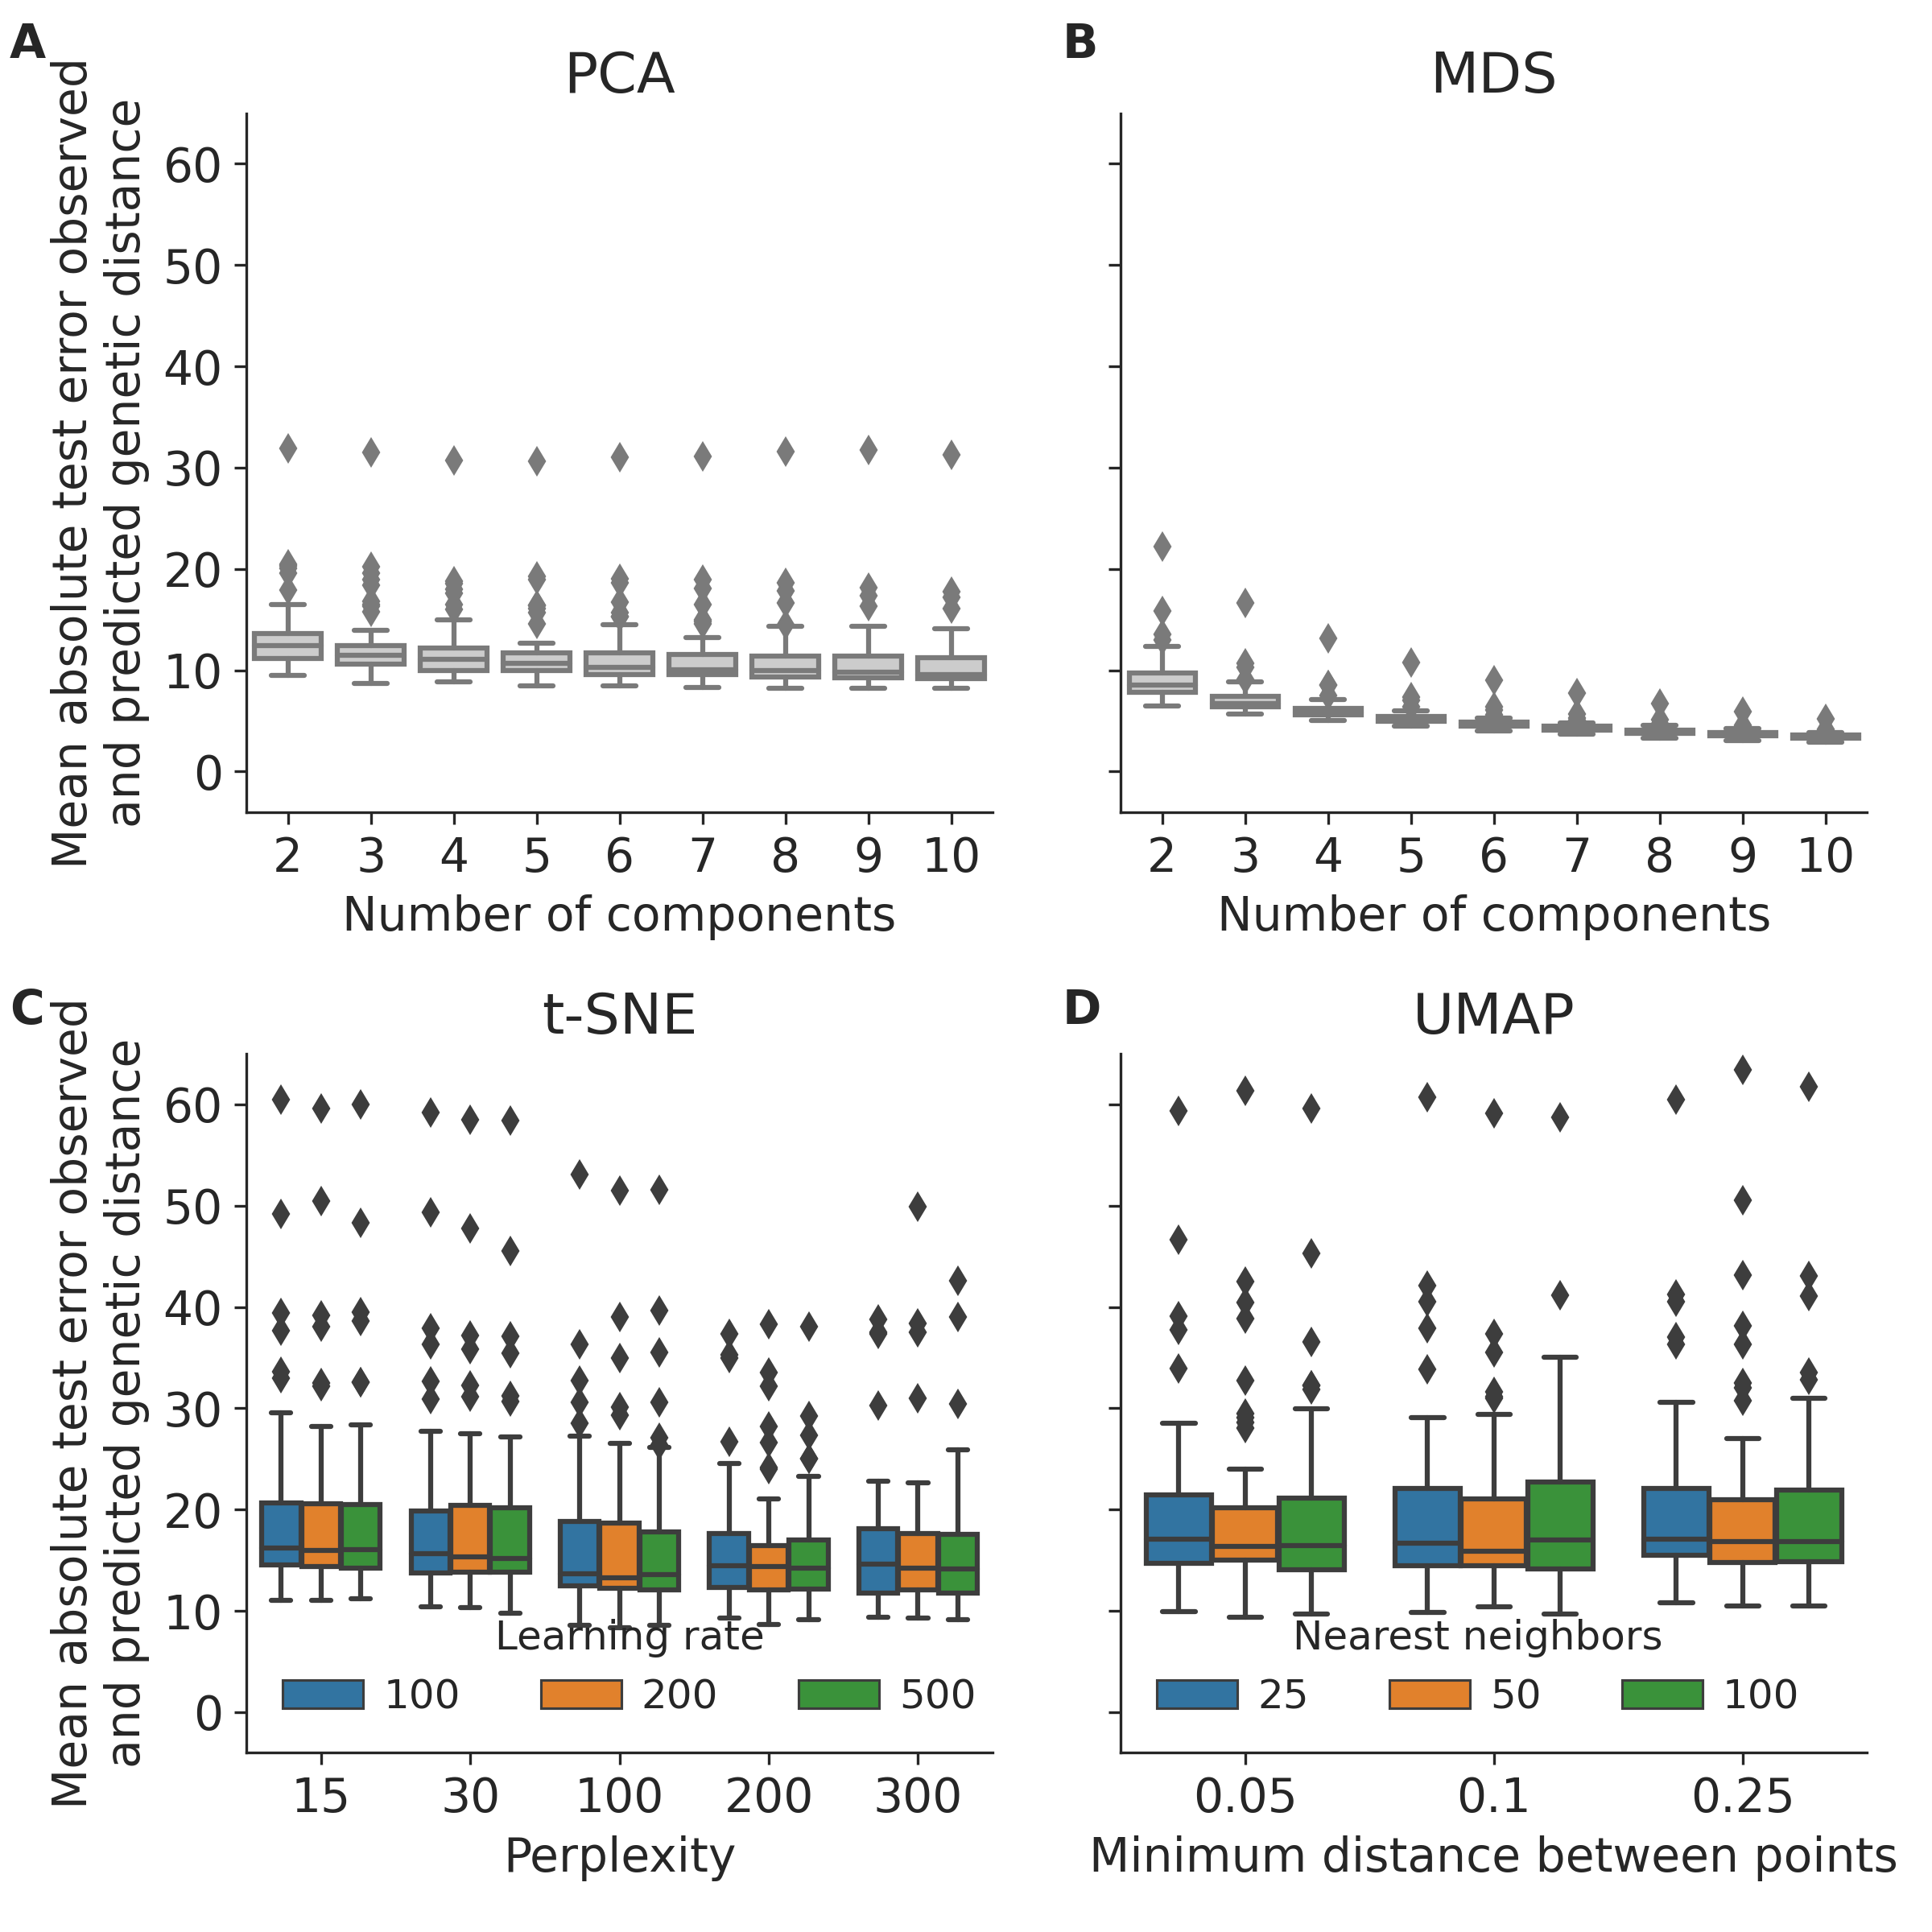 A
PCA
Mean absolute test error observed
and predicted genetic distance
60
50
40
30
20
10
0
2 3 4 5 6 7 8 9 10
Number of components
B
MDS
2 3 4 5 6 7 8 9 10
Number of components
C
t-SNE
Mean absolute test error observed
and predicted genetic distance
60
50
40
30
20
10
0
Learning rate
100 200 500
15 30 100 200 300
Perplexity
D
UMAP
Nearest neighbors
25 50 100
0.05 0.1 0.25
Minimum distance between points